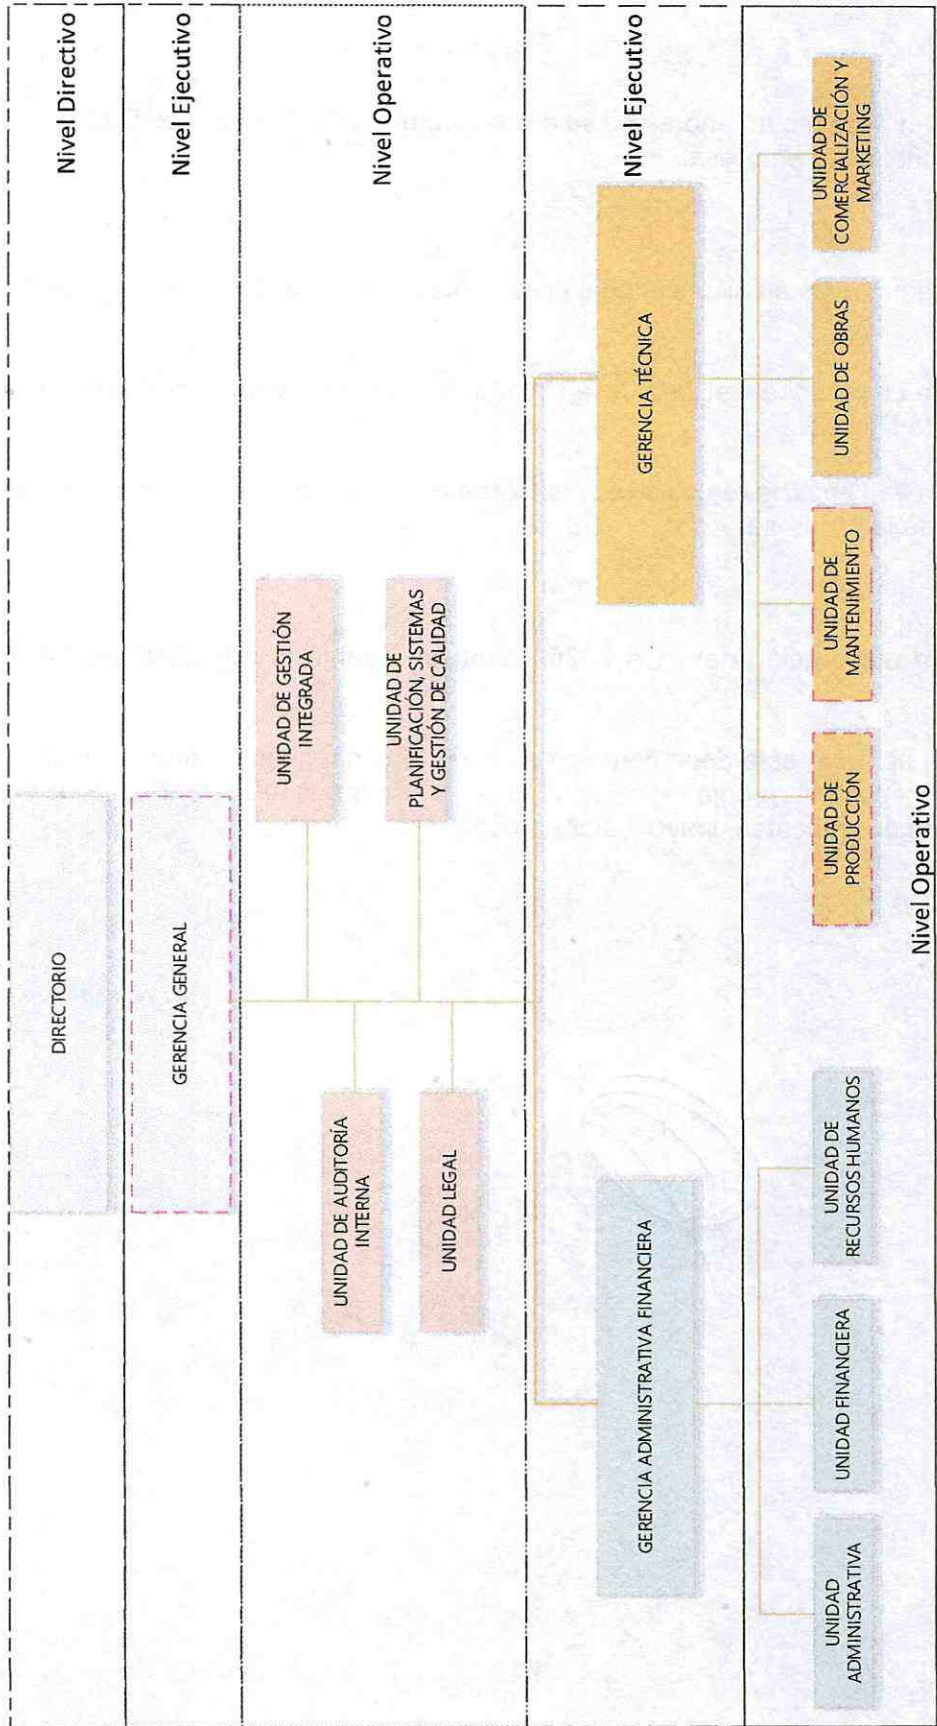 Nivel Directivo
DIRECTORIO
Nivel Ejecutivo
GERENCIA GENERAL
Nivel Operativo
UNIDAD DE GESTIÓN
INTEGRADA
UNIDAD DE AUDITORÍA
INTERNA
UNIDAD DE
PLANIFICACIÓN, SISTEMAS
Y GESTIÓN DE CALIDAD
UNIDAD LEGAL
Nivel Ejecutivo
GERENCIA ADMINISTRATIVA FINANCIERA
GERENCIA TÉCNICA
UNIDAD
ADMINISTRATIVA
UNIDAD FINANCIERA
UNIDAD DE
RECURSOS HUMANOS
UNIDAD DE
PRODUCCIÓN
UNIDAD DE
MANTENIMIENTO
UNIDAD DE OBRAS
UNIDAD DE
COMERCIALIZACIÓN Y
MARKETING
Nivel Operativo